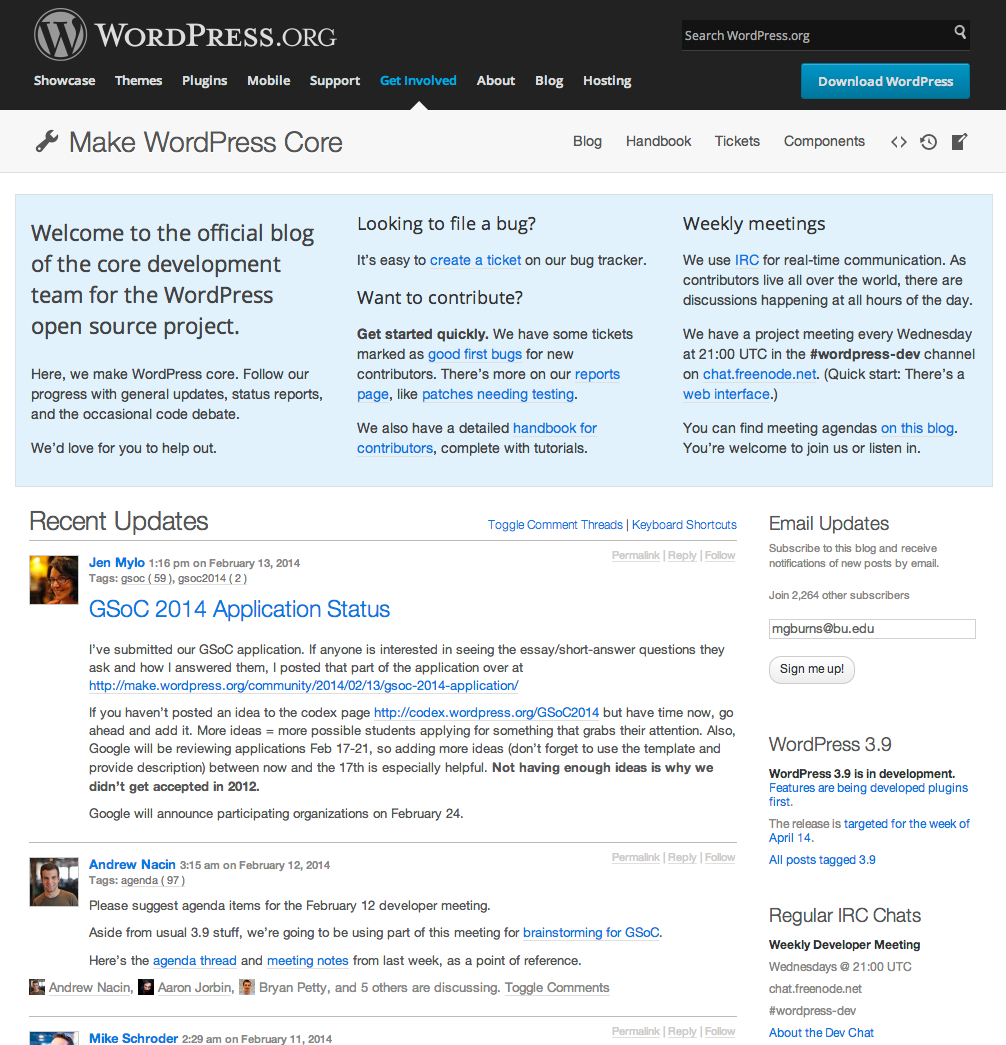 WORDPRESS.ORG
Search WordPress.org
Showcase Themes Plugins Mobile Support Get Involved About Blog Hosting
Download WordPress
Make WordPress Core
Blog Handbook Tickets Components
Welcome to the official blog
of the core development
team for the WordPress
open source project.
Here, we make WordPress core. Follow our
progress with general updates, status reports,
and the occasional code debate.
We'd love for you to help out.
Looking to file a bug?
It's easy to create a ticket on our bug tracker.
Want to contribute?
Get started quickly. We have some tickets
marked as good first bugs for new
contributors. There's more on our reports
page, like patches needing testing.
We also have a detailed handbook for
contributors, complete with tutorials.
Weekly meetings
We use IRC for real-time communication. As
contributors live all over the world, there are
discussions happening at all hours of the day.
We have a project meeting every Wednesday
at 21:00 UTC in the #wordpress-dev channel
on chat.freenode.net. (Quick start: There's a
web interface.)
You can find meeting agendas on this blog.
You're welcome to join us or listen in.
Recent Updates
Toggle Comment Threads | Keyboard Shortcuts
Jen Mylo 1:16 pm on February 13, 2014
Permalink | Reply | Follow
Tags: gsoc ( 59 ), gsoc2014 ( 2 )
GSoC 2014 Application Status
I've submitted our GSoC application. If anyone is interested in seeing the essay/short-answer questions they
ask and how I answered them, I posted that part of the application over at
http://make.wordpress.org/community/2014/02/13/gsoc-2014-application/
If you haven't posted an idea to the codex page http://codex.wordpress.org/GSoC2014 but have time now, go
ahead and add it. More ideas = more possible students applying for something that grabs their attention. Also,
Google will be reviewing applications Feb 17-21, so adding more ideas (don't forget to use the template and
provide description) between now and the 17th is especially helpful. Not having enough ideas is why we
didn't get accepted in 2012.
Google will announce participating organizations on February 24.
Andrew Nacin 3:15 am on February 12, 2014
Permalink | Reply | Follow
Tags: agenda ( 97 )
Please suggest agenda items for the February 12 developer meeting.
Aside from usual 3.9 stuff, we're going to be using part of this meeting for brainstorming for GSoC.
Here's the agenda thread and meeting notes from last week, as a point of reference.
Andrew Nacin, Aaron Jorbin, Bryan Petty, and 5 others are discussing. Toggle Comments
Mike Schroder 2:29 am on February 11, 2014
Permalink | Reply | Follow
Email Updates
Subscribe to this blog and receive
notifications of new posts by email.
Join 2,264 other subscribers
mgburns@bu.edu
Sign me up!
WordPress 3.9
WordPress 3.9 is in development.
Features are being developed plugins
first.
The release is targeted for the week of
April 14.
All posts tagged 3.9
Regular IRC Chats
Weekly Developer Meeting
Wednesdays @ 21:00 UTC
chat.freenode.net
#wordpress-dev
About the Dev Chat